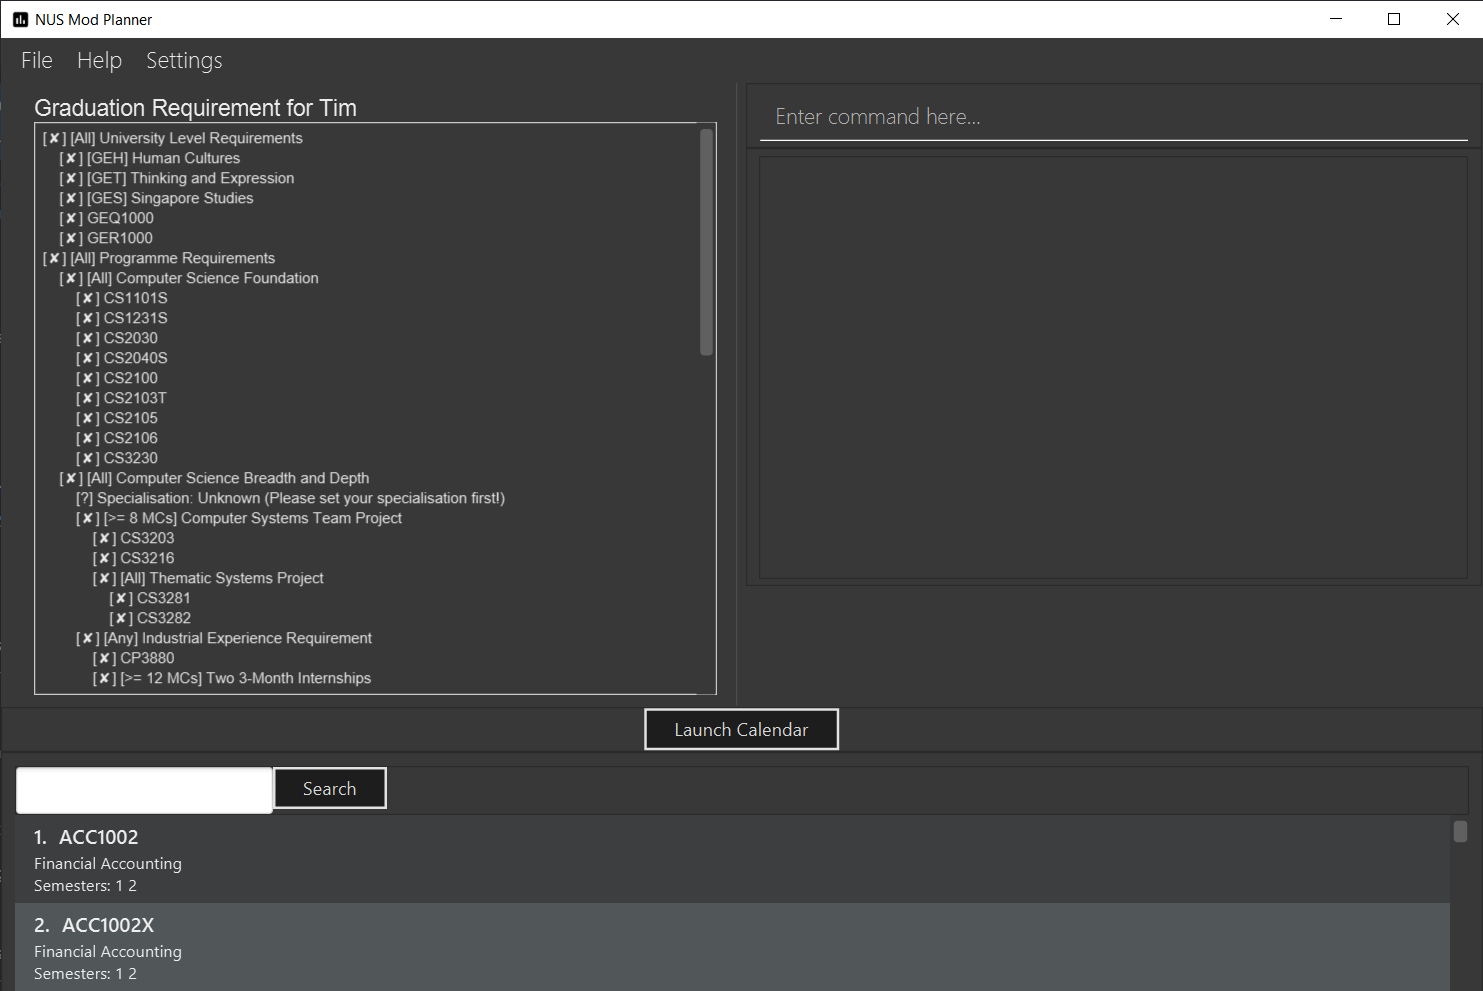 NUS Mod Planner
File Help Settings
Graduation Requirement for Tim
[✘] [All] University Level Requirements
[✘] [GEH] Human Cultures
[✘] [GET] Thinking and Expression
[✘] [GES] Singapore Studies
[✘] GEQ1000
[✘] GER1000
[✘] [All] Programme Requirements
[✘] [All] Computer Science Foundation
[✘] CS1101S
[✘] CS1231S
[✘] CS2030
[✘] CS2040S
[✘] CS2100
[✘] CS2103T
[✘] CS2105
[✘] CS2106
[✘] CS3230
[✘] [All] Computer Science Breadth and Depth
[?] Specialisation: Unknown (Please set your specialisation first!)
[✘] [>= 8 MCs] Computer Systems Team Project
[✘] CS3203
[✘] CS3216
[✘] [All] Thematic Systems Project
[✘] CS3281
[✘] CS3282
[✘] [Any] Industrial Experience Requirement
[✘] CP3880
[✘] [>= 12 MCs] Two 3-Month Internships
Enter command here...
Launch Calendar
Search
1. ACC1002
Financial Accounting
Semesters: 1 2
2. ACC1002X
Financial Accounting
Semesters: 1 2